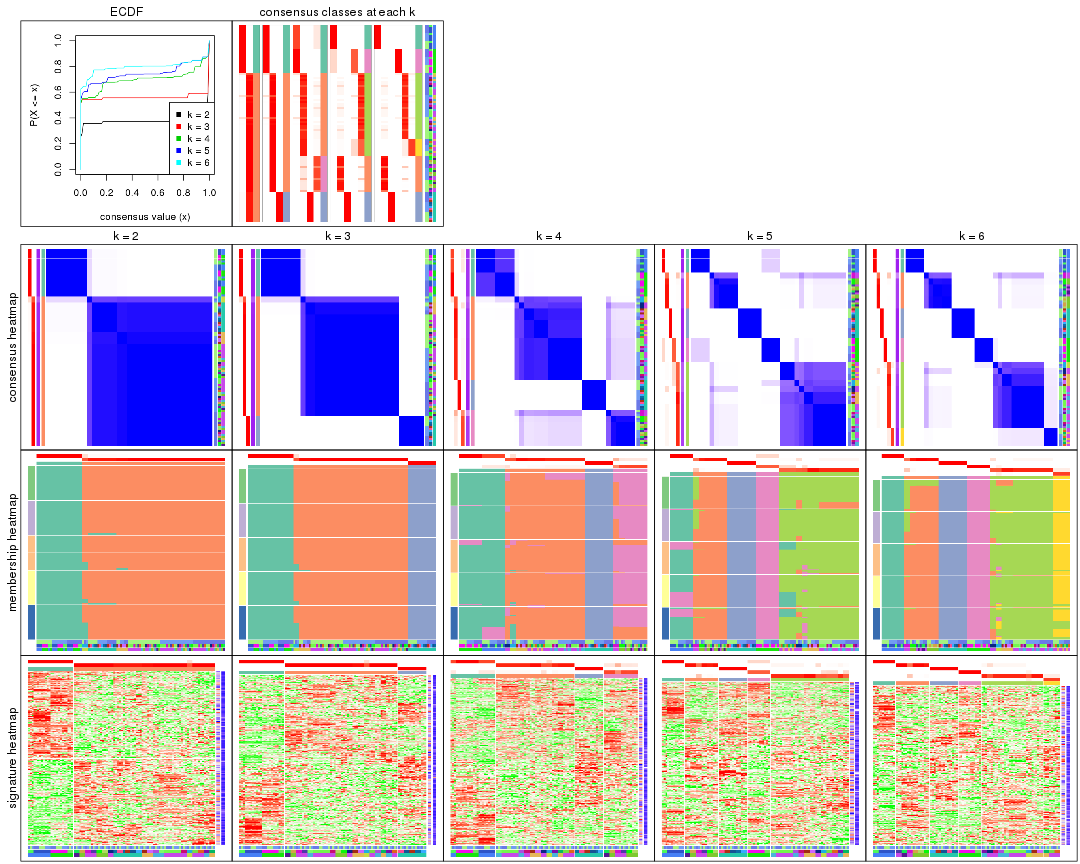 ECDF
consensus classes at each k
P(X <= x)
0.0
0.2
0.4
0.6
0.8
1.0
k = 2
k = 3
k = 4
k = 5
k = 6
0.0 0.2 0.4 0.6 0.8 1.0
consensus value (x)
k = 2
k = 3
k = 4
k = 5
k = 6
consensus heatmap
membership heatmap
signature heatmap